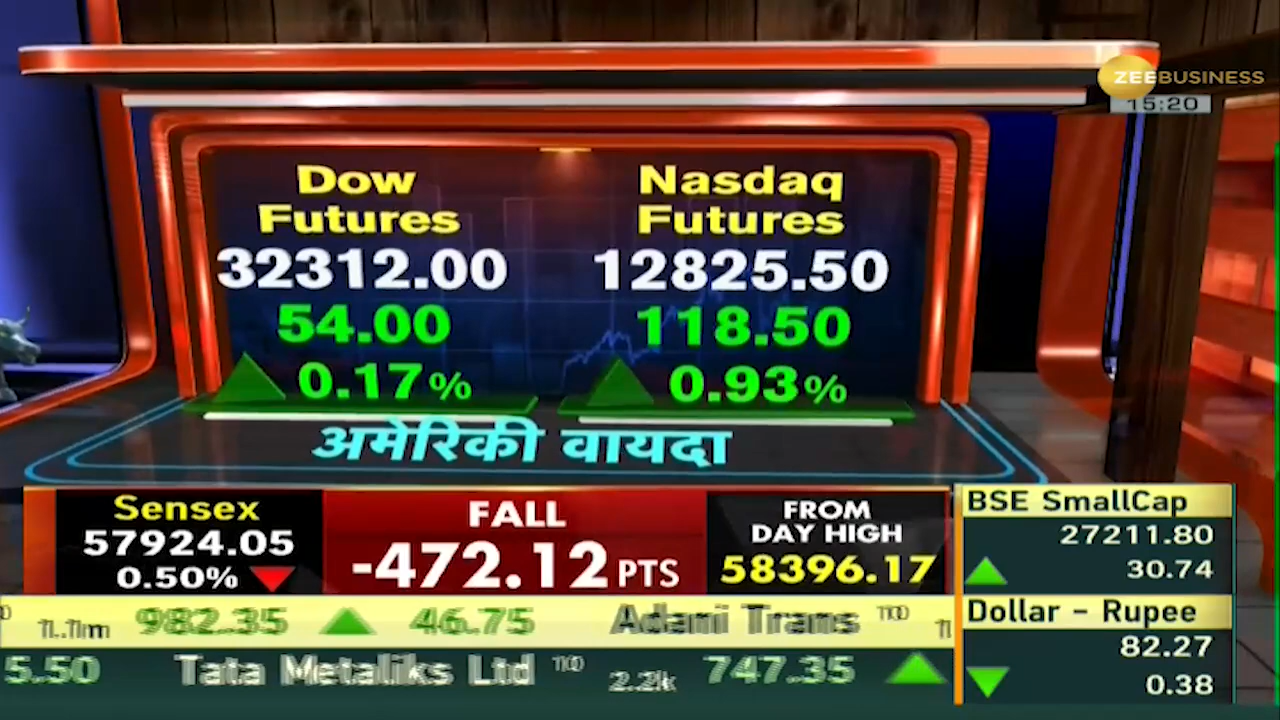 ZEEBUSINESS
15:20
Dow
Futures
32312.00
54.00
0.17%
Nasdaq
Futures
12825.50
118.50
0.93%
अमेरिकी वायदा
Sensex
57924.05
0.50%
FALL
-472.12 PTS
FROM
DAY HIGH
58396.17
BSE SmallCap
27211.80
30.74
Dollar - Rupee
82.27
0.38
982.35 46.75 Adani Trans
5.50 Tata Metaliks Ltd 2.2k 747.35